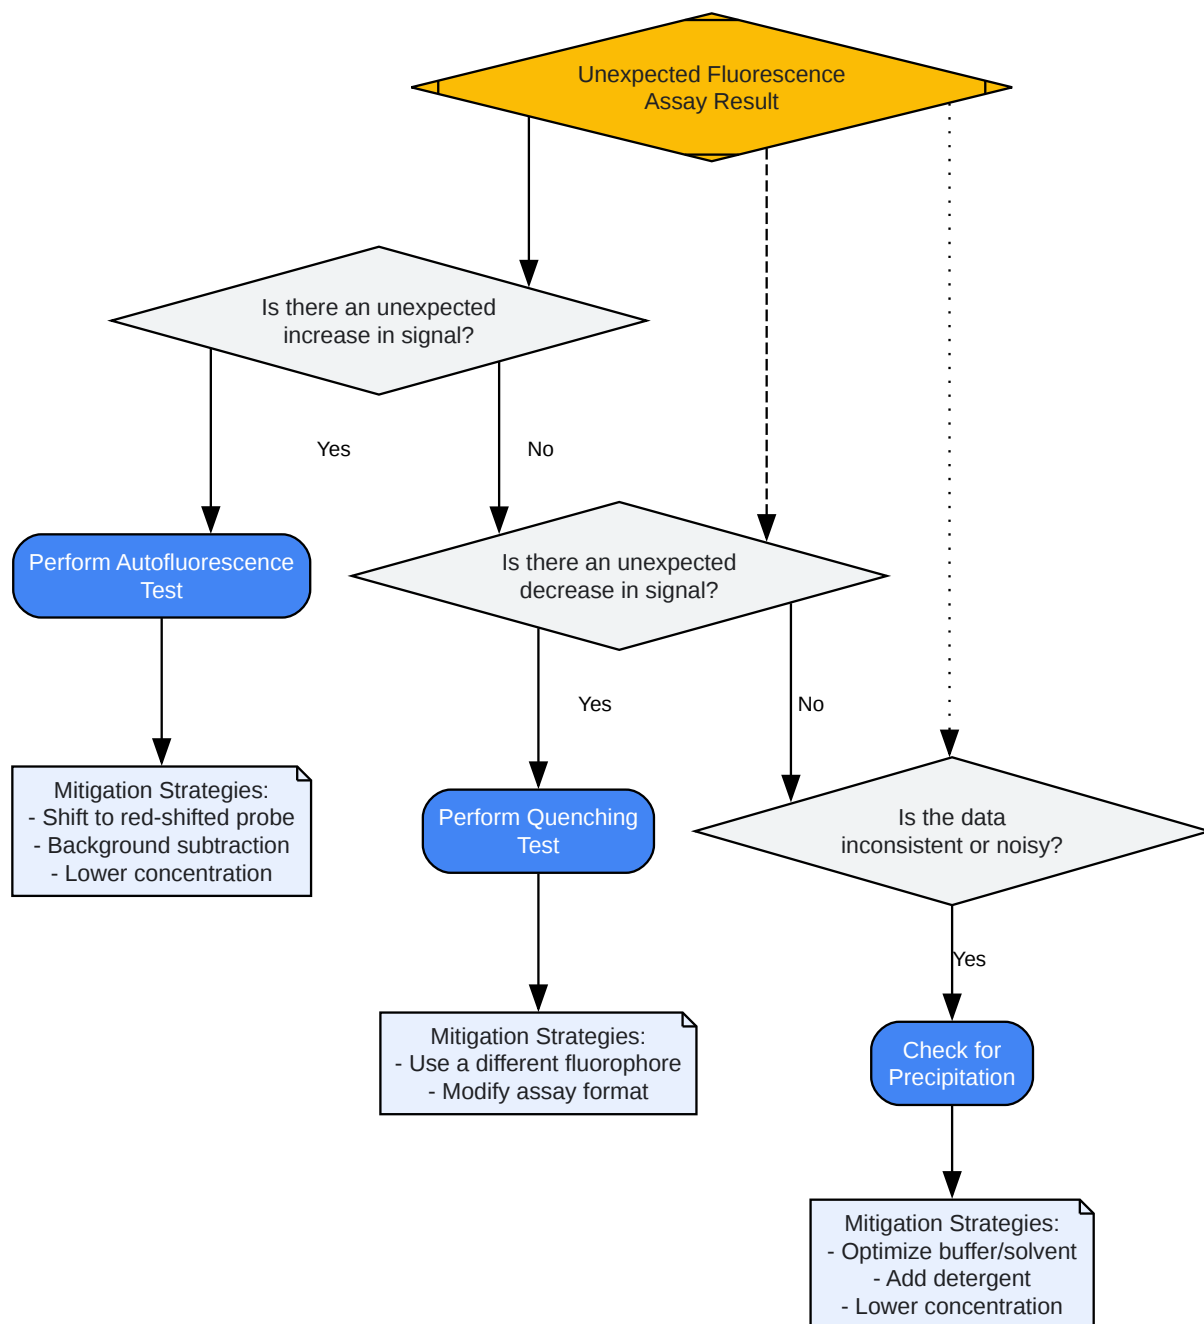 Unexpected Fluorescence
Assay Result
Is there an unexpected
increase in signal?
Yes
No
Perform Autofluorescence
Test
Is there an unexpected
decrease in signal?
Yes
No
Mitigation Strategies:
- Shift to red-shifted probe
- Background subtraction
- Lower concentration
Perform Quenching
Test
Is the data
inconsistent or noisy?
Yes
Mitigation Strategies:
- Use a different fluorophore
- Modify assay format
Check for
Precipitation
Mitigation Strategies:
- Optimize buffer/solvent
- Add detergent
- Lower concentration